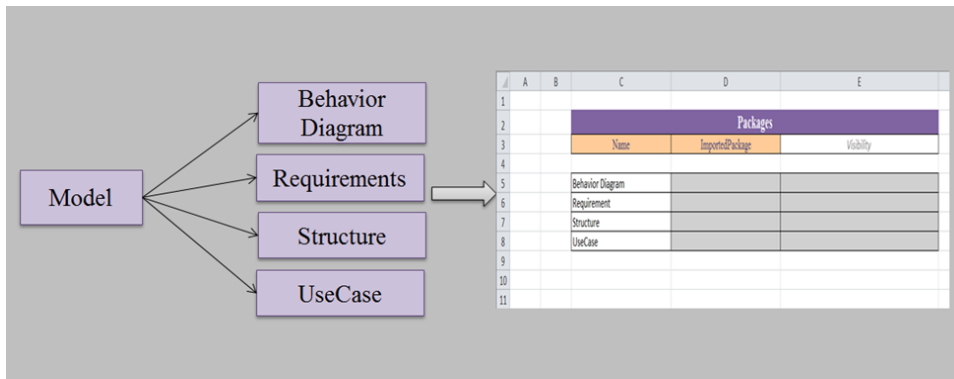 Model
Behavior
Diagram
Requirements
Structure
UseCase
A B C D E
1
2 Packages
3 Name ImportedPackage Visibility
4
5 Behavior Diagram
6 Requirement
7 Structure
8 UseCase
9
10
11